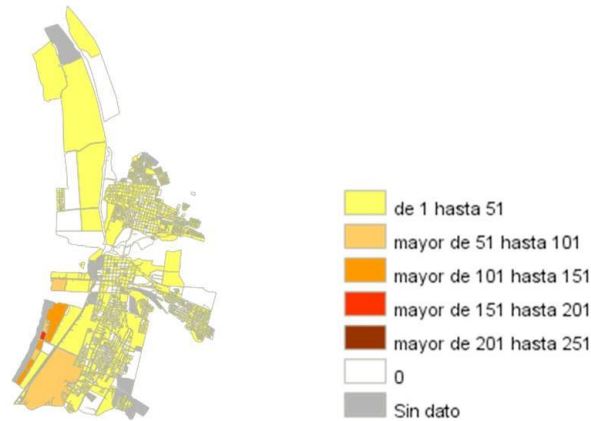 de 1 hasta 51
mayor de 51 hasta 101
mayor de 101 hasta 151
mayor de 151 hasta 201
mayor de 201 hasta 251
0
Sin dato